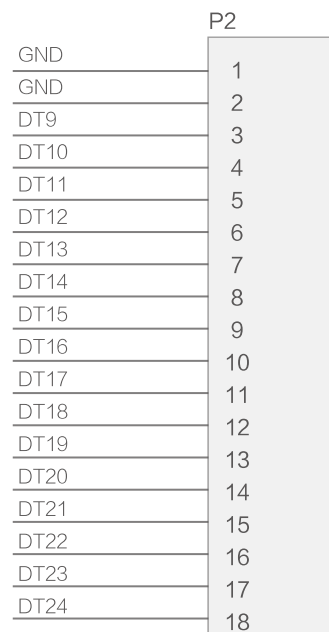 P2
GND
1
GND
2
DT9
3
DT10
4
DT11
5
DT12
6
DT13
7
DT14
8
DT15
9
DT16
10
DT17
11
DT18
12
DT19
13
DT20
14
DT21
15
DT22
16
DT23
17
DT24
18